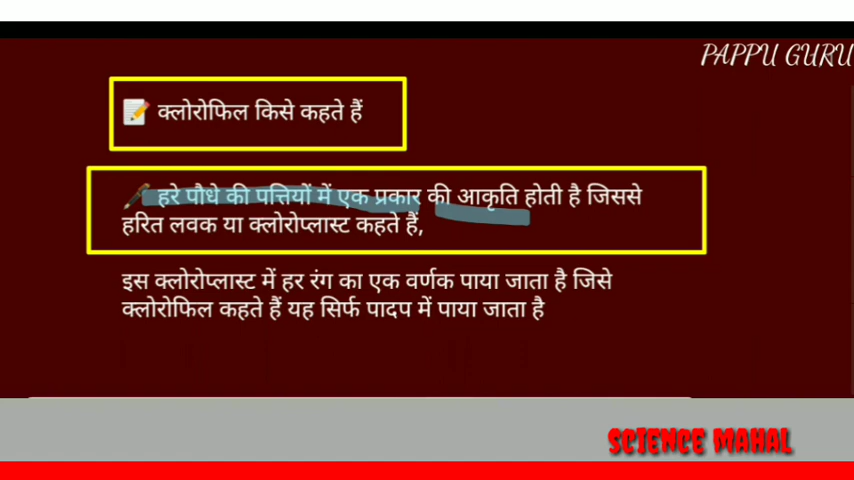 PAPPU GURU
क्लोरोफिल किसे कहते हैं
हरे पौधे की पत्तियों में एक प्रकार की आकृति होती है जिससे
हरित लवक या क्लोरोप्लास्ट कहते हैं,
इस क्लोरोप्लास्ट में हर रंग का एक वर्णक पाया जाता है जिसे
क्लोरोफिल कहते हैं यह सिर्फ पादप में पाया जाता है
SCIENCE MAHAL